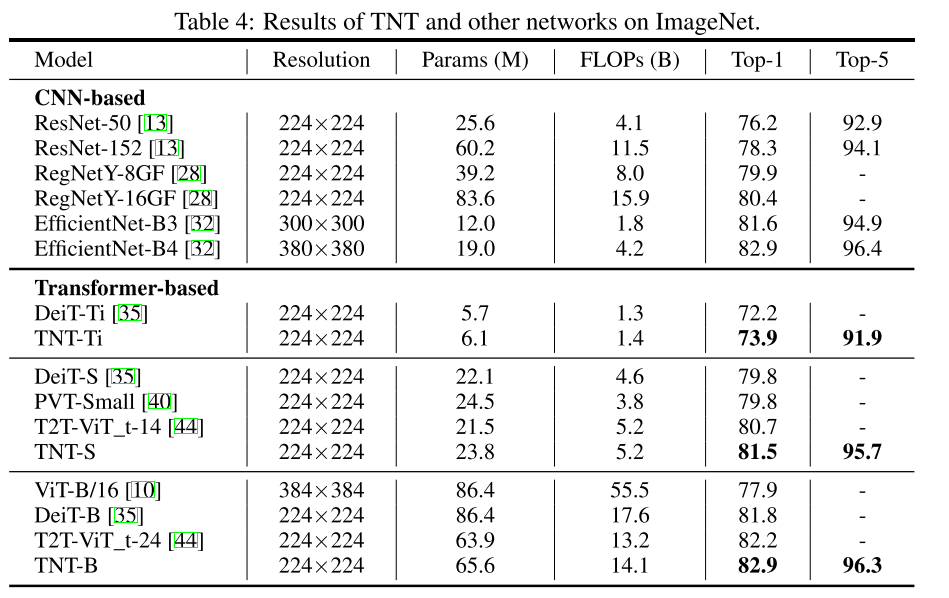 Table 4: Results of TNT and other networks on ImageNet.
Model Resolution Params (M) FLOPs (B) Top-1 Top-5
CNN-based
ResNet-50 [13] 224×224 25.6 4.1 76.2 92.9
ResNet-152 [13] 224×224 60.2 11.5 78.3 94.1
RegNetY-8GF [28] 224×224 39.2 8.0 79.9 -
RegNetY-16GF [28] 224×224 83.6 15.9 80.4 -
EfficientNet-B3 [32] 300×300 12.0 1.8 81.6 94.9
EfficientNet-B4 [32] 380×380 19.0 4.2 82.9 96.4
Transformer-based
DeiT-Ti [35] 224×224 5.7 1.3 72.2 -
TNT-Ti 224×224 6.1 1.4 73.9 91.9
DeiT-S [35] 224×224 22.1 4.6 79.8 -
PVT-Small [40] 224×224 24.5 3.8 79.8 -
T2T-ViT_t-14 [44] 224×224 21.5 5.2 80.7 -
TNT-S 224×224 23.8 5.2 81.5 95.7
ViT-B/16 [10] 384×384 86.4 55.5 77.9 -
DeiT-B [35] 224×224 86.4 17.6 81.8 -
T2T-ViT_t-24 [44] 224×224 63.9 13.2 82.2 -
TNT-B 224×224 65.6 14.1 82.9 96.3